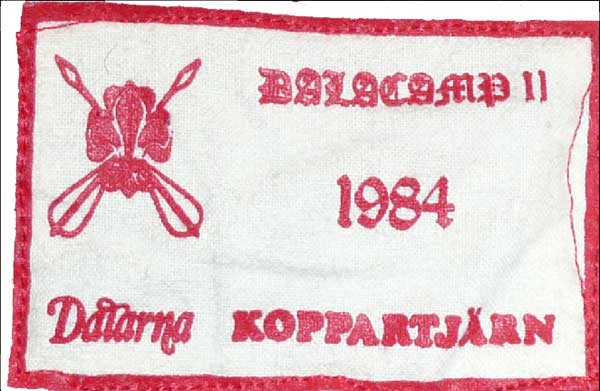 DALACAMP II
1984
Dalarna KOPPARTJÄRN